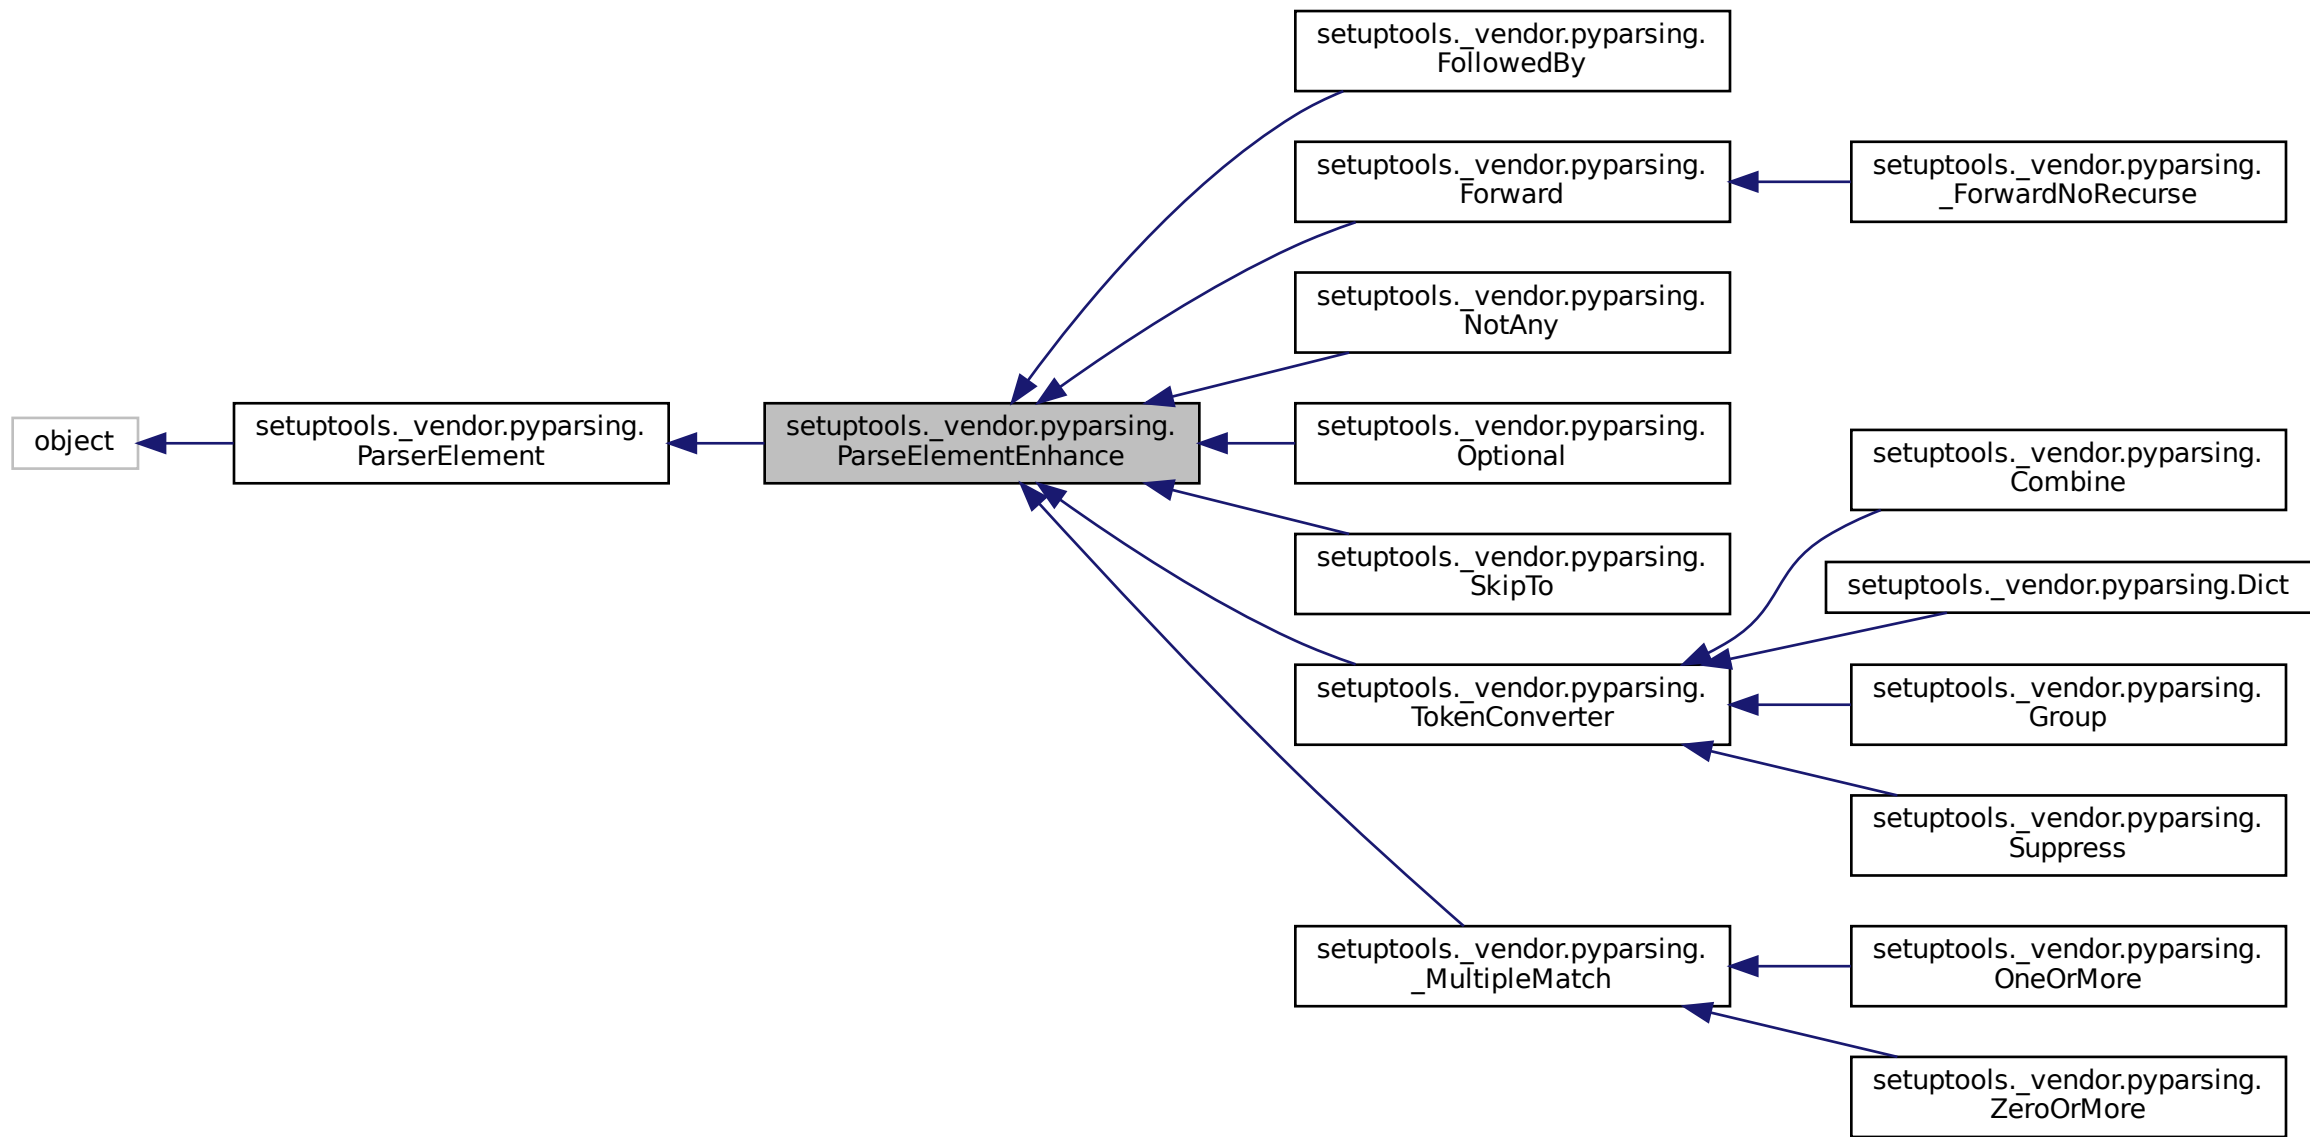 object
setuptools._vendor.pyparsing.
ParserElement
setuptools._vendor.pyparsing.
ParseElementEnhance
setuptools._vendor.pyparsing.
FollowedBy
setuptools._vendor.pyparsing.
Forward
setuptools._vendor.pyparsing.
NotAny
setuptools._vendor.pyparsing.
Optional
setuptools._vendor.pyparsing.
SkipTo
setuptools._vendor.pyparsing.
TokenConverter
setuptools._vendor.pyparsing.
_MultipleMatch
setuptools._vendor.pyparsing.
_ForwardNoRecurse
setuptools._vendor.pyparsing.
Combine
setuptools._vendor.pyparsing.Dict
setuptools._vendor.pyparsing.
Group
setuptools._vendor.pyparsing.
Suppress
setuptools._vendor.pyparsing.
OneOrMore
setuptools._vendor.pyparsing.
ZeroOrMore